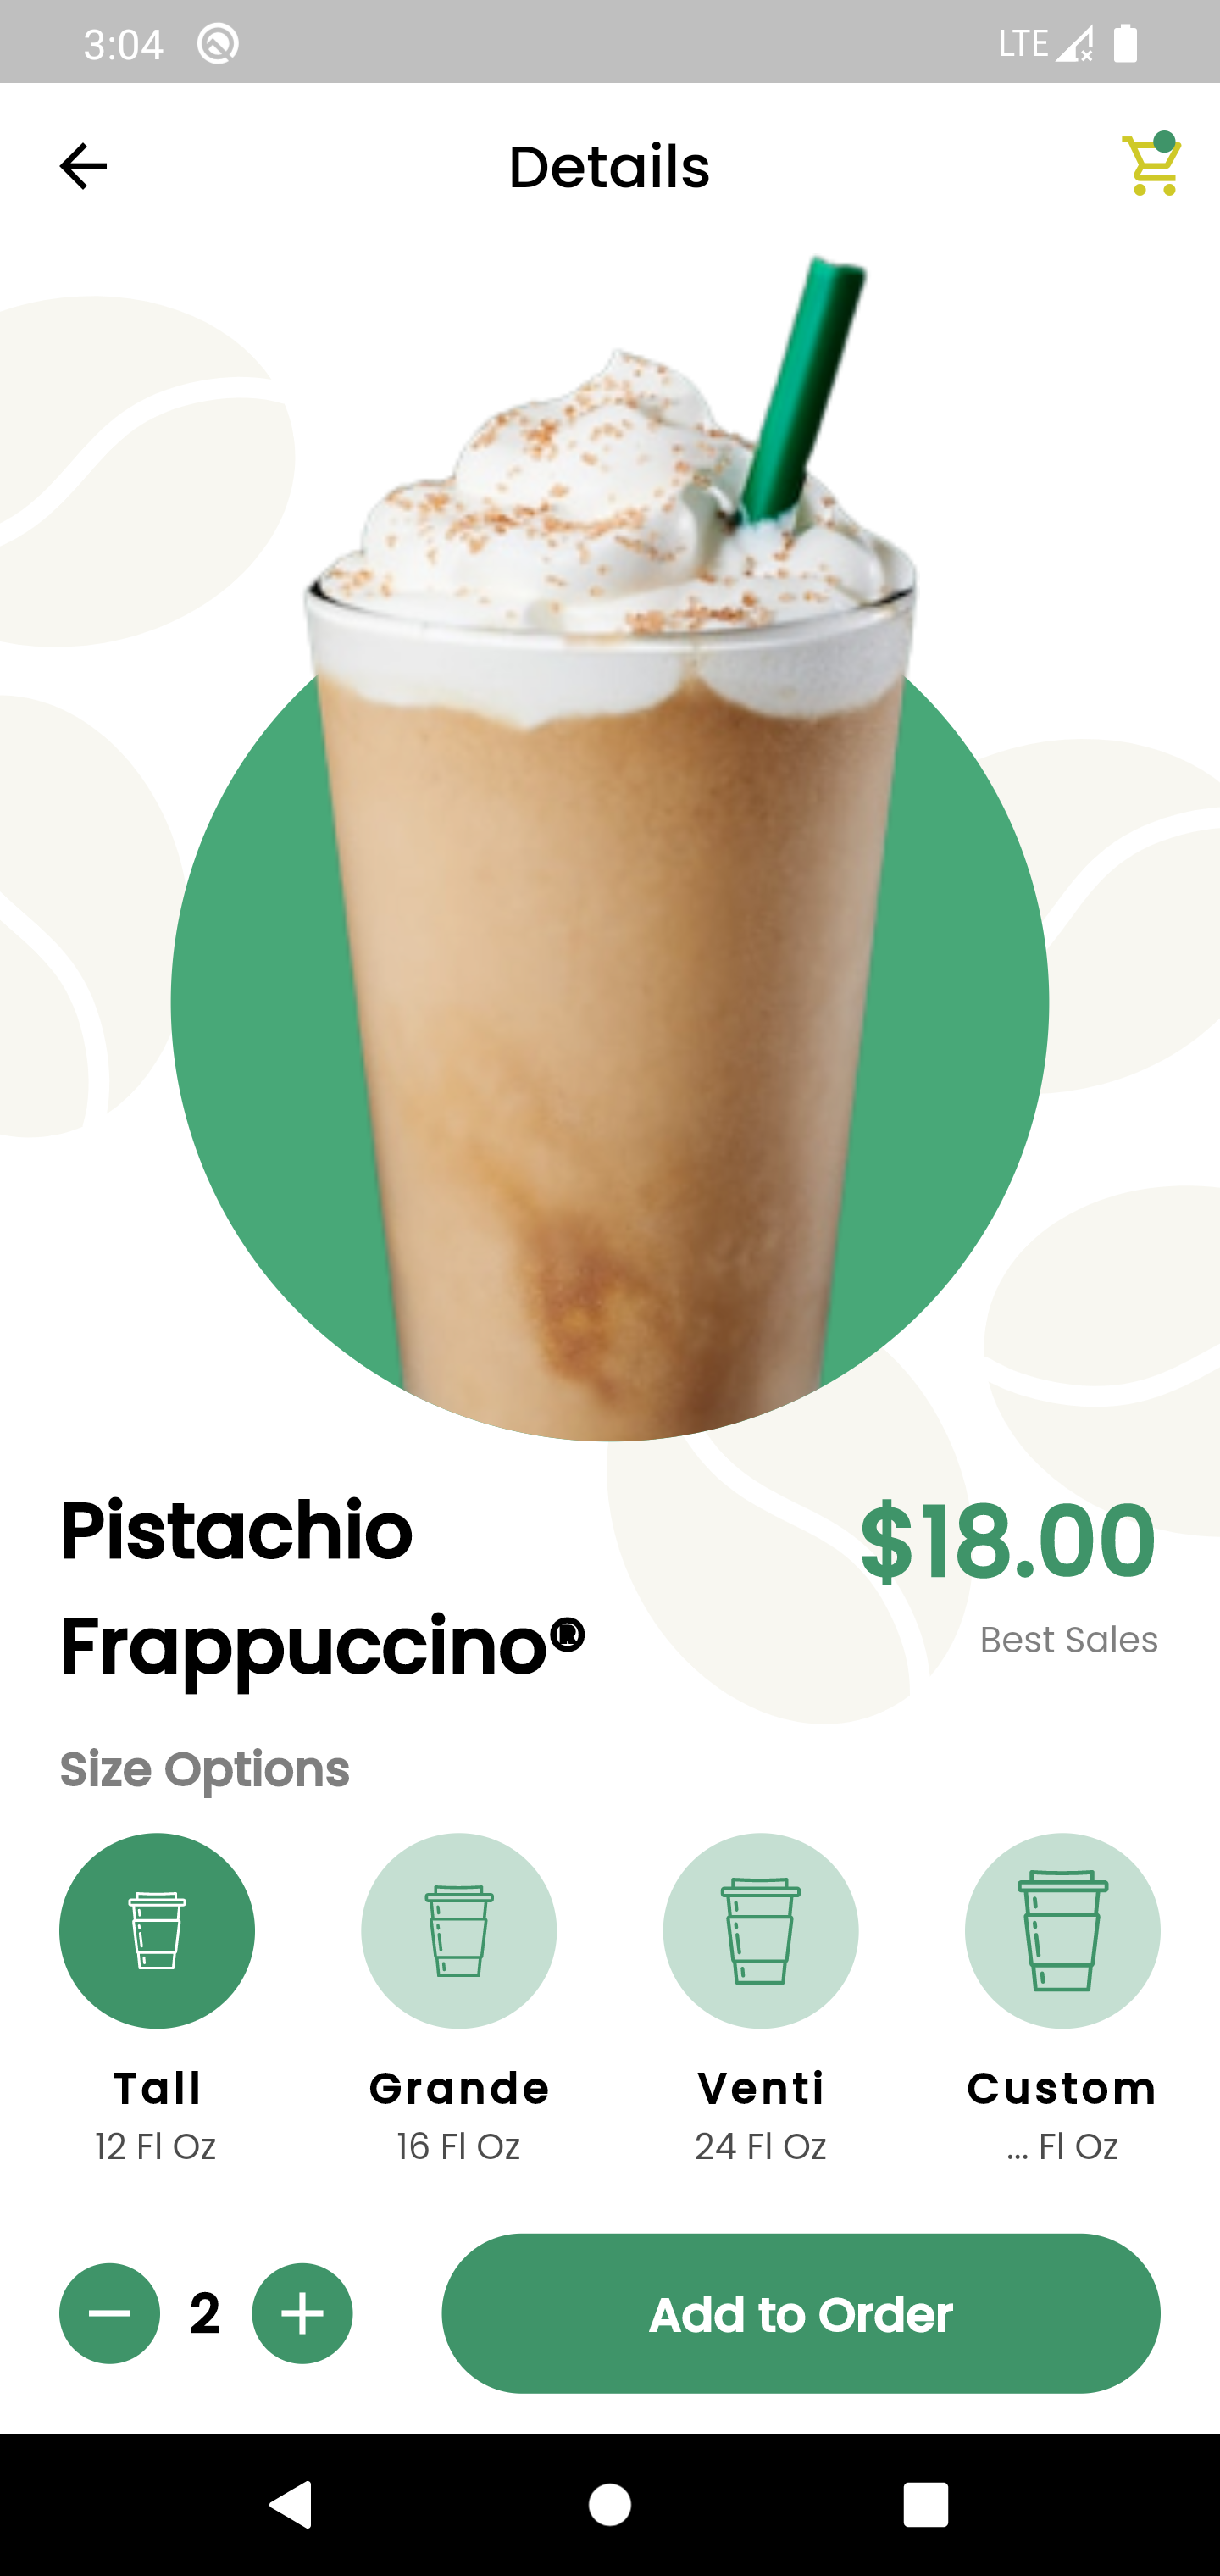 3:04
LTE
Details
Pistachio
Frappuccino®
$18.00
Best Sales
Size Options
Tall
Grande
Venti
Custom
12 Fl Oz
16 Fl Oz
24 Fl Oz
... Fl Oz
2
Add to Order